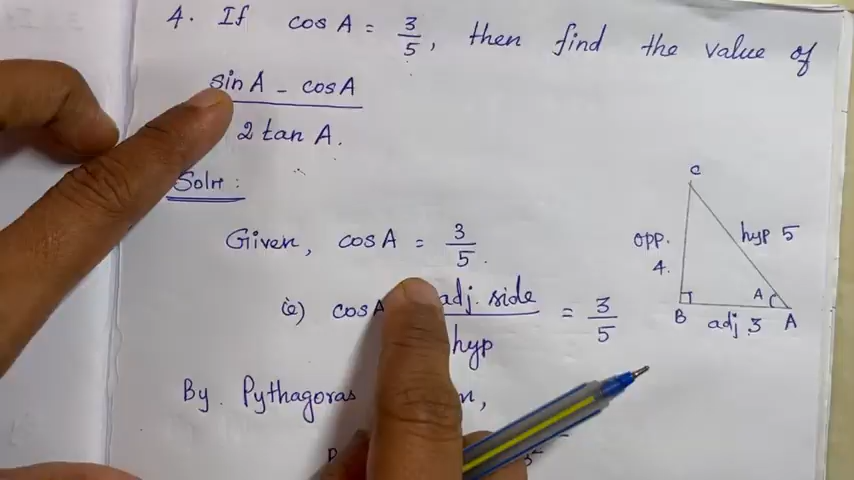 4. If cos A = 3/5, then find the value of
sin A - cos A
2 tan A.
Soln :
Given, cos A = 3/5.
(ie) cos A adj. side / hyp = 3/5
By Pythagoras
C
opp. 4.
hyp 5
A
B
adj 3
A